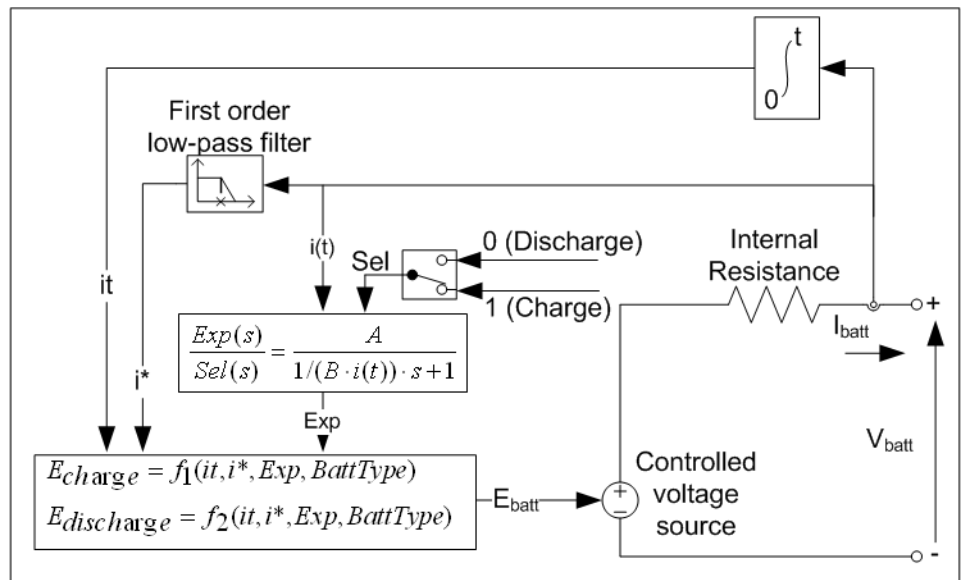 t
0
First order
low-pass filter
it
i*
i(t)
Sel
0 (Discharge)
1 (Charge)
Internal
Resistance
+
I_batt
V_batt
Exp(s)/Sel(s) = A/(1/(B·i(t))·s+1)
Exp
E_charge = f_1(it,i*,Exp,BattType)
E_discharge = f_2(it,i*,Exp,BattType)
E_batt
Controlled
voltage
source
+
−
-